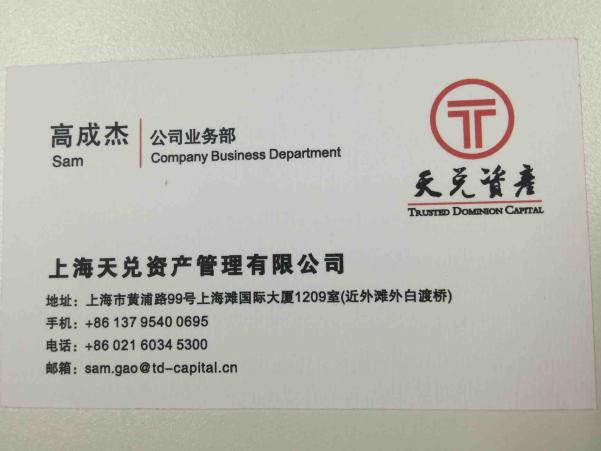 高成杰
Sam
公司业务部
Company Business Department
天兑資產
TRUSTED DOMINION CAPITAL
上海天兑资产管理有限公司
地址：上海市黄浦路99号上海滩国际大厦1209室(近外滩外白渡桥)
手机：+86 137 9540 0695
电话：+86 021 6034 5300
邮箱：sam.gao@td-capital.cn